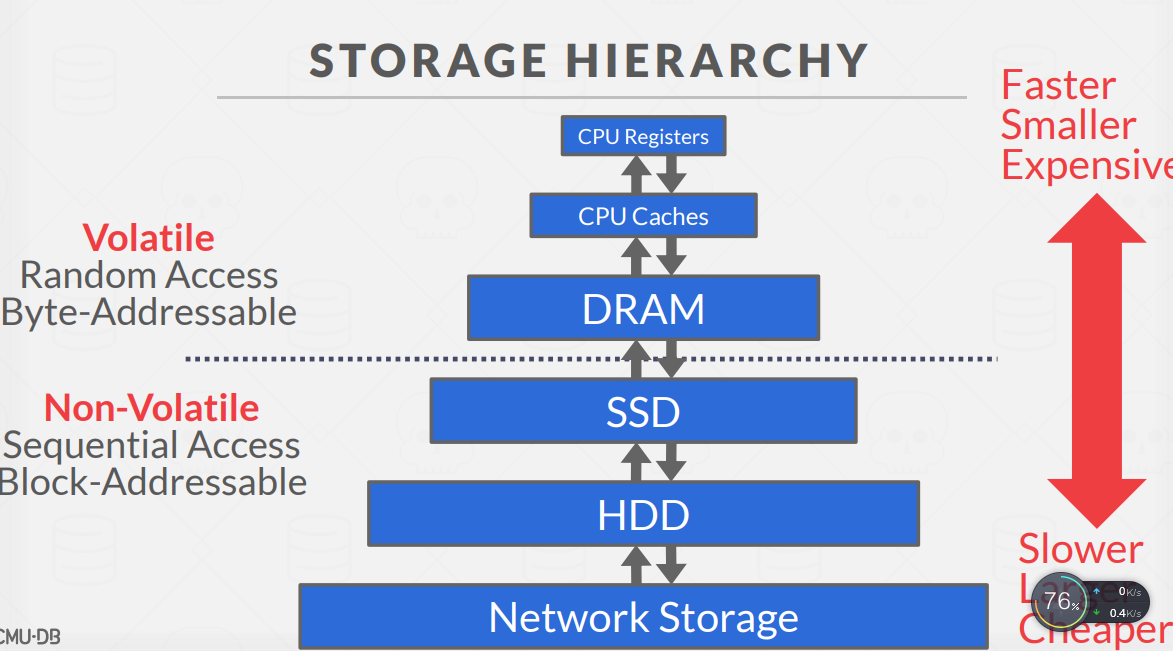 STORAGE HIERARCHY
Faster
Smaller
Expensive
CPU Registers
CPU Caches
Volatile
Random Access
Byte-Addressable
DRAM
Non-Volatile
Sequential Access
Block-Addressable
SSD
HDD
Network Storage
Slower
Larger
Cheaper
76%
0K/s
0.4K/s
CMU·DB